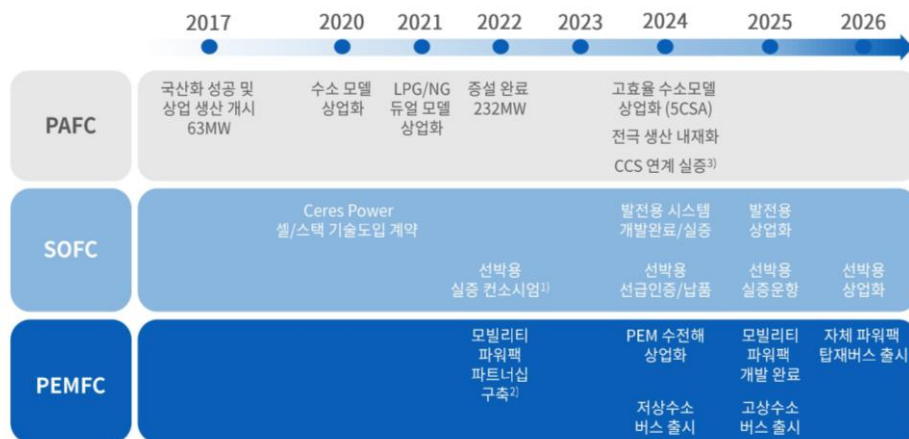 2017 2020 2021 2022 2023 2024 2025 2026
PAFC
국산화 성공 및
상업 생산 개시
63MW
수소 모델
상업화
LPG/NG
듀얼 모델
상업화
증설 완료
232MW
고효율 수소모델
상업화 (5CSA)
전극 생산 내재화
CCS 연계 실증3)
SOFC
Ceres Power
셀/스택 기술도입 계약
발전용 시스템
개발완료/실증
발전용
상업화
선박용
실증 컨소시엄1)
선박용
선급인증/납품
선박용
실증운항
선박용
상업화
PEMFC
모빌리티
파워팩
파트너십
구축2)
PEM 수전해
상업화
모빌리티
파워팩
개발 완료
자체 파워팩
탑재버스 출시
저상수소
버스 출시
고상수소
버스 출시